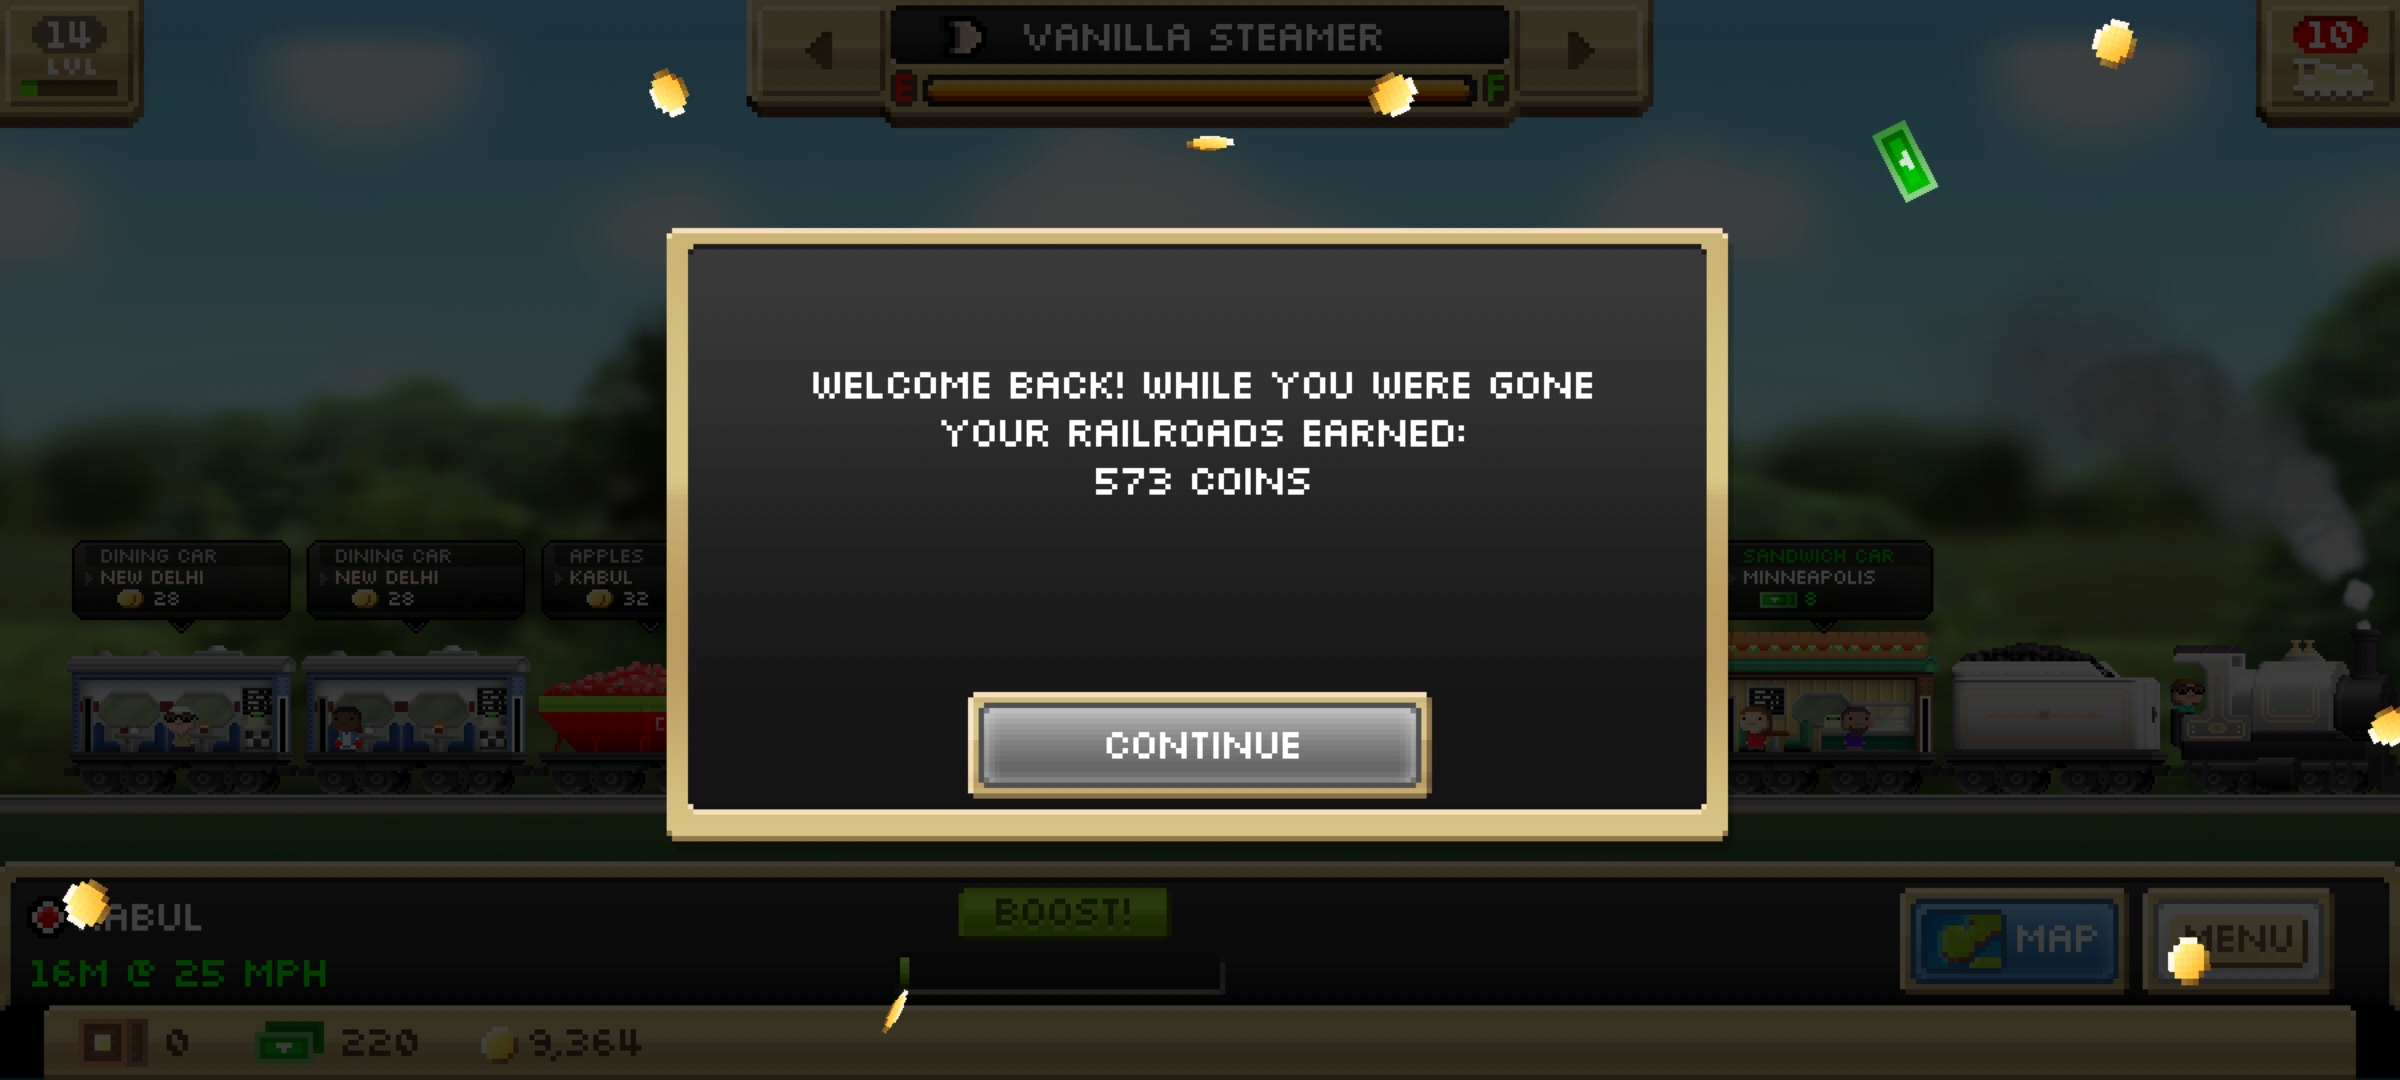 14
LVL
VANILLA STEAMER
E
F
10
WELCOME BACK! WHILE YOU WERE GONE
YOUR RAILROADS EARNED:
573 COINS
CONTINUE
DINING CAR
NEW DELHI
28
DINING CAR
NEW DELHI
28
APPLES
KABUL
32
SANDWICH CAR
MINNEAPOLIS
8
KABUL
16M @ 25 MPH
BOOST!
MAP
MENU
0
220
9,364